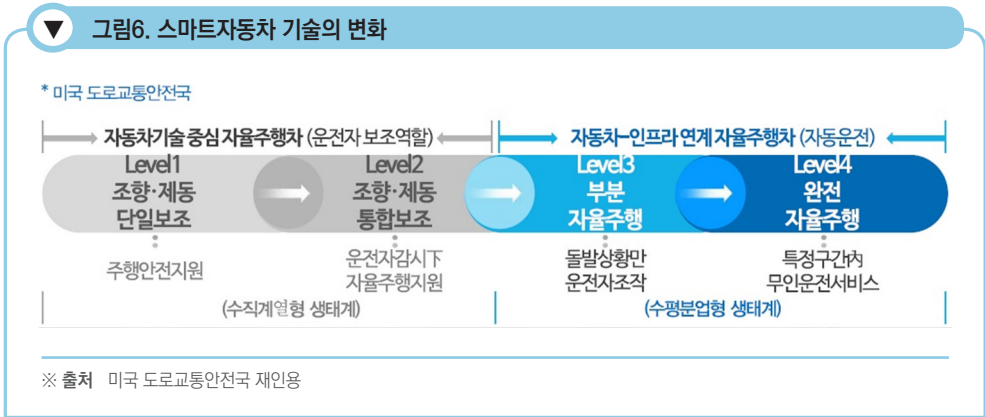 ▼ 그림6. 스마트자동차 기술의 변화
* 미국 도로교통안전국
자동차기술 중심 자율주행차 (운전자 보조역할)
자동차-인프라 연계 자율주행차 (자동운전)
Level1
조향·제동
단일보조
Level2
조향·제동
통합보조
Level3
부분
자율주행
Level4
완전
자율주행
주행안전지원
운전자감시下
자율주행지원
돌발상황만
운전자조작
특정구간內
무인운전서비스
(수직계열형 생태계)
(수평분업형 생태계)
※ 출처 미국 도로교통안전국 재인용